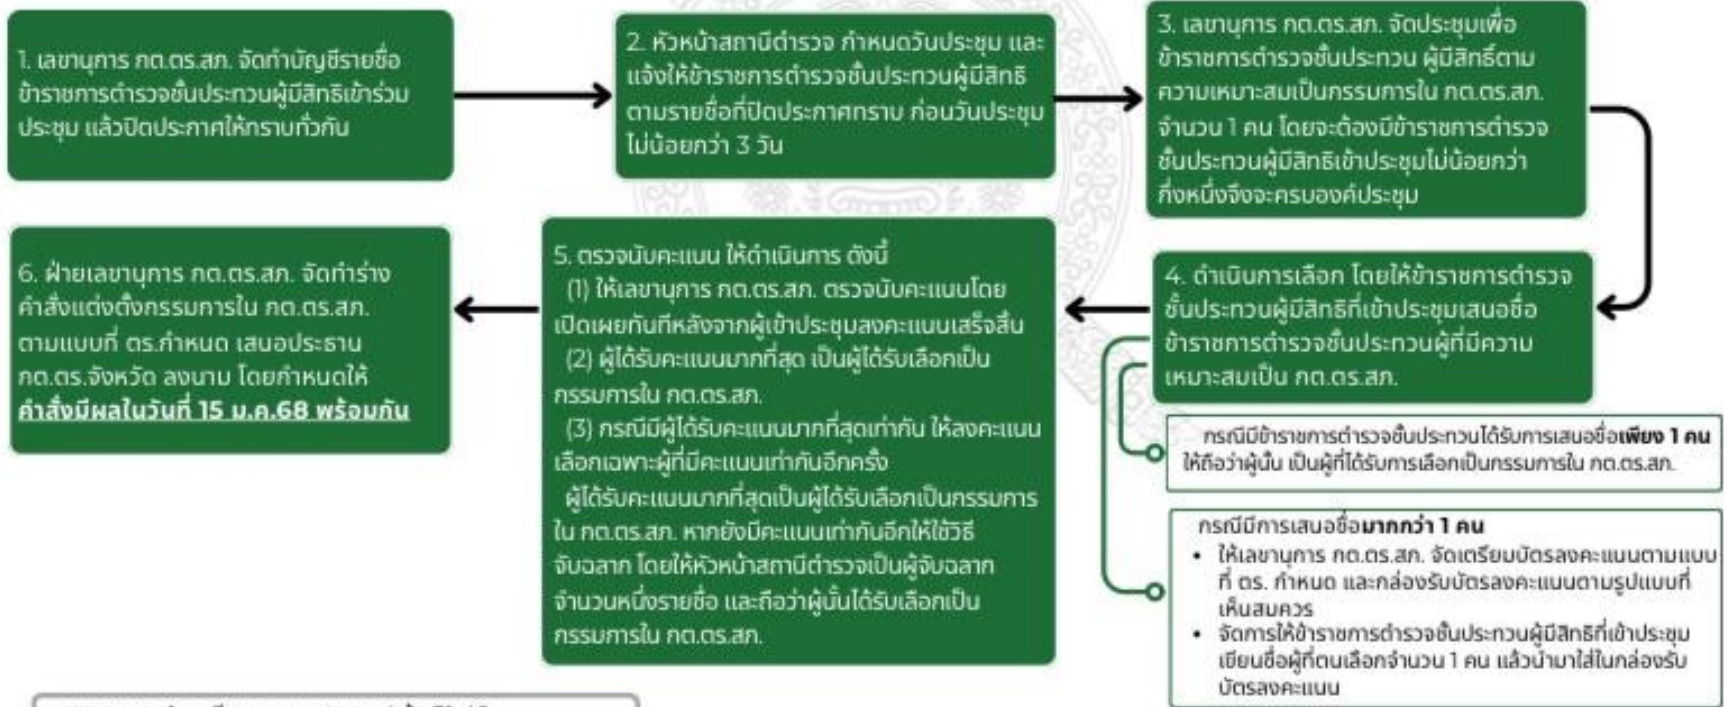 1. เลขานุการ กต.ตร.สภ. จัดทำบัญชีรายชื่อ
ข้าราชการตำรวจชั้นประทวนผู้มีสิทธิเข้าร่วม
ประชุม แล้วปิดประกาศให้ทราบทั่วกัน
2. หัวหน้าสถานีตำรวจ กำหนดวันประชุม และ
แจ้งให้ข้าราชการตำรวจชั้นประทวนผู้มีสิทธิ
ตามรายชื่อที่ปิดประกาศทราบ ก่อนวันประชุม
ไม่น้อยกว่า 3 วัน
3. เลขานุการ กต.ตร.สภ. จัดประชุมเพื่อ
ข้าราชการตำรวจชั้นประทวน ผู้มีสิทธิ์ตาม
ความเหมาะสมเป็นกรรมการใน กต.ตร.สภ.
จำนวน 1 คน โดยจะต้องมีข้าราชการตำรวจ
ชั้นประทวนผู้มีสิทธิเข้าประชุมไม่น้อยกว่า
กึ่งหนึ่งจึงจะครบองค์ประชุม
4. ดำเนินการเลือก โดยให้ข้าราชการตำรวจ
ชั้นประทวนผู้มีสิทธิที่เข้าประชุมเสนอชื่อ
ข้าราชการตำรวจชั้นประทวนผู้ที่มีความ
เหมาะสมเป็น กต.ตร.สภ.
กรณีมีข้าราชการตำรวจชั้นประทวนได้รับการเสนอชื่อเพียง 1 คน
ให้ถือว่าผู้นั้น เป็นผู้ที่ได้รับการเลือกเป็นกรรมการใน กต.ตร.สภ.
กรณีมีการเสนอชื่อมากกว่า 1 คน
• ให้เลขานุการ กต.ตร.สภ. จัดเตรียมบัตรลงคะแนนตามแบบ
ที่ ตร. กำหนด และกล่องรับบัตรลงคะแนนตามรูปแบบที่
เห็นสมควร
• จัดการให้ข้าราชการตำรวจชั้นประทวนผู้มีสิทธิที่เข้าประชุม
เขียนชื่อผู้ที่ตนเลือกจำนวน 1 คน แล้วนำมาใส่ในกล่องรับ
บัตรลงคะแนน
5. ตรวจนับคะแนน ให้ดำเนินการ ดังนี้
(1) ให้เลขานุการ กต.ตร.สภ. ตรวจนับคะแนนโดย
เปิดเผยทันทีหลังจากผู้เข้าประชุมลงคะแนนเสร็จสิ้น
(2) ผู้ได้รับคะแนนมากที่สุด เป็นผู้ได้รับเลือกเป็น
กรรมการใน กต.ตร.สภ.
(3) กรณีมีผู้ได้รับคะแนนมากที่สุดเท่ากัน ให้ลงคะแนน
เลือกเฉพาะผู้ที่มีคะแนนเท่ากันอีกครั้ง
ผู้ได้รับคะแนนมากที่สุดเป็นผู้ได้รับเลือกเป็นกรรมการ
ใน กต.ตร.สภ. หากยังมีคะแนนเท่ากันอีกให้ใช้วิธี
จับฉลาก โดยให้หัวหน้าสถานีตำรวจเป็นผู้จับฉลาก
จำนวนหนึ่งรายชื่อ และถือว่าผู้นั้นได้รับเลือกเป็น
กรรมการใน กต.ตร.สภ.
6. ฝ่ายเลขานุการ กต.ตร.สภ. จัดทำร่าง
คำสั่งแต่งตั้งกรรมการใน กต.ตร.สภ.
ตามแบบที่ ตร.กำหนด เสนอประธาน
กต.ตร.จังหวัด ลงนาม โดยกำหนดให้
คำสั่งมีผลในวันที่ 15 ม.ค.68 พร้อมกัน